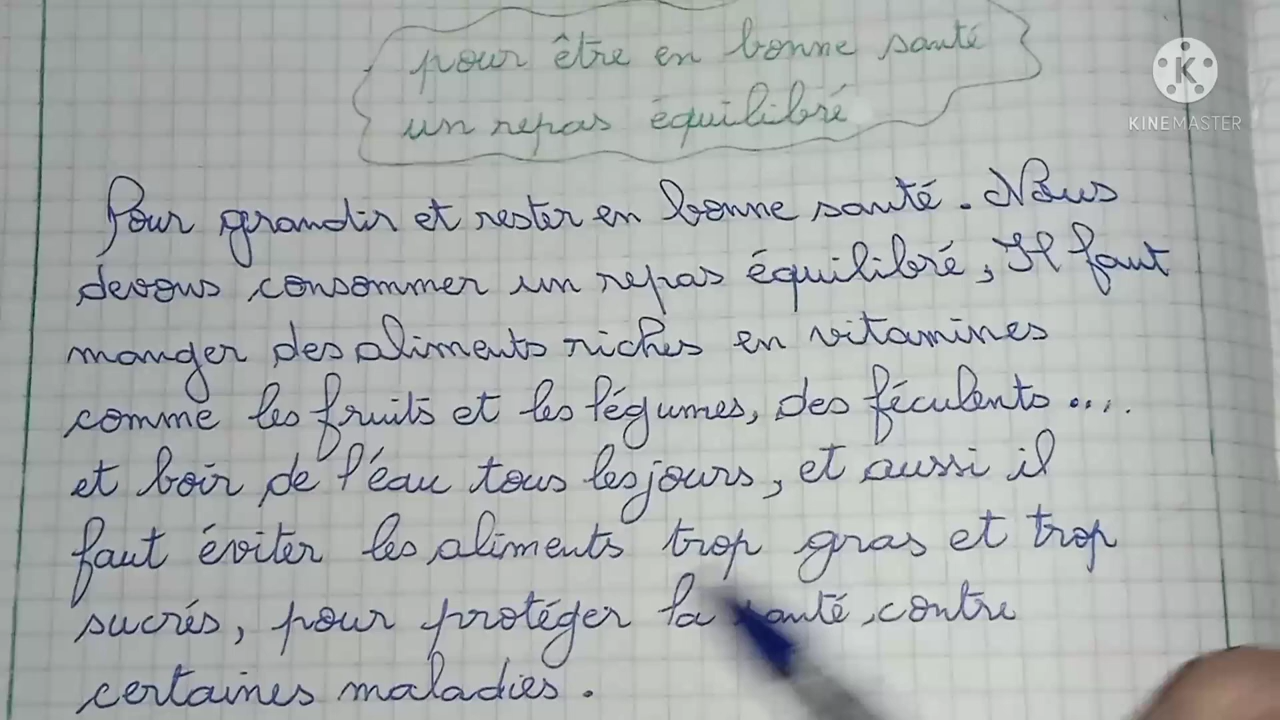 pour être en bonne santé
un repas équilibré
KINEMASTER
Pour grandir et rester en bonne santé. Nous
devons consommer un repas équilibré, Il faut
manger des aliments riches en vitamines
comme les fruits et les légumes, des féculents....
et boir de l'eau tous les jours, et aussi il
faut éviter les aliments trop gras et trop
sucrés, pour protéger la santé, contre
certaines maladies.